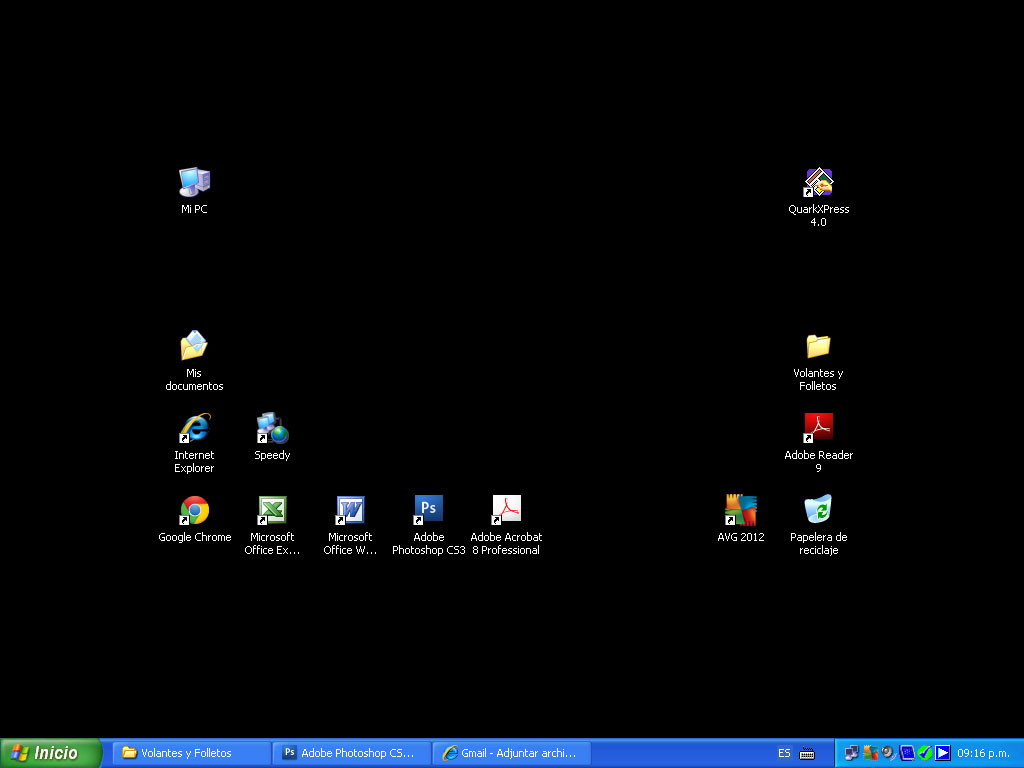 Mi PC
QuarkXPress
4.0
Mis
documentos
Volantes y
Folletos
Internet
Explorer
Speedy
Adobe Reader
9
Google Chrome
Microsoft
Office Ex...
Microsoft
Office W...
Ps
Adobe
Photoshop CS3
Adobe Acrobat
8 Professional
AVG 2012
Papelera de
reciclaje
Inicio
Volantes y Folletos
Ps
Adobe Photoshop CS...
Gmail - Adjuntar archi...
ES
09:16 p.m.